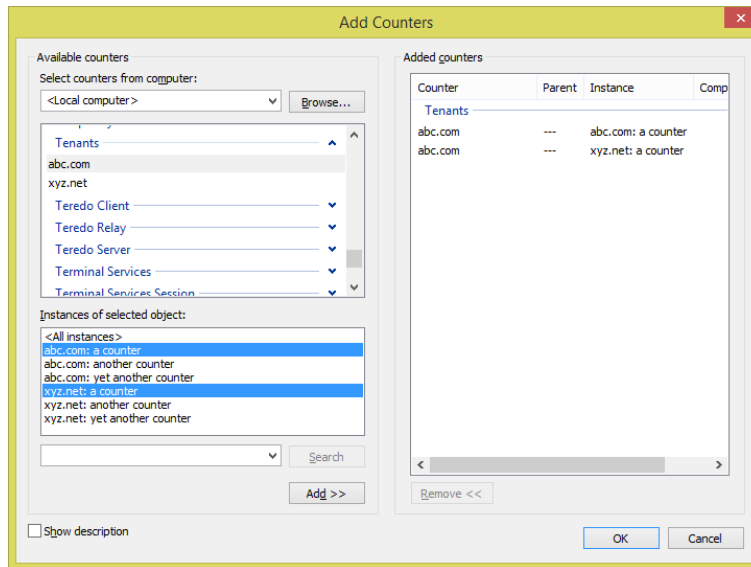 Add Counters
Available counters
Select counters from computer:
<Local computer>
Browse...
Tenants
abc.com
xyz.net
Teredo Client
Teredo Relay
Teredo Server
Terminal Services
Terminal Services Session
Instances of selected object:
<All instances>
abc.com: a counter
abc.com: another counter
abc.com: yet another counter
xyz.net: a counter
xyz.net: another counter
xyz.net: yet another counter
Search
Add >>
Show description
Added counters
Counter Parent Instance Comp
Tenants
abc.com --- abc.com: a counter
abc.com --- xyz.net: a counter
Remove <<
OK Cancel